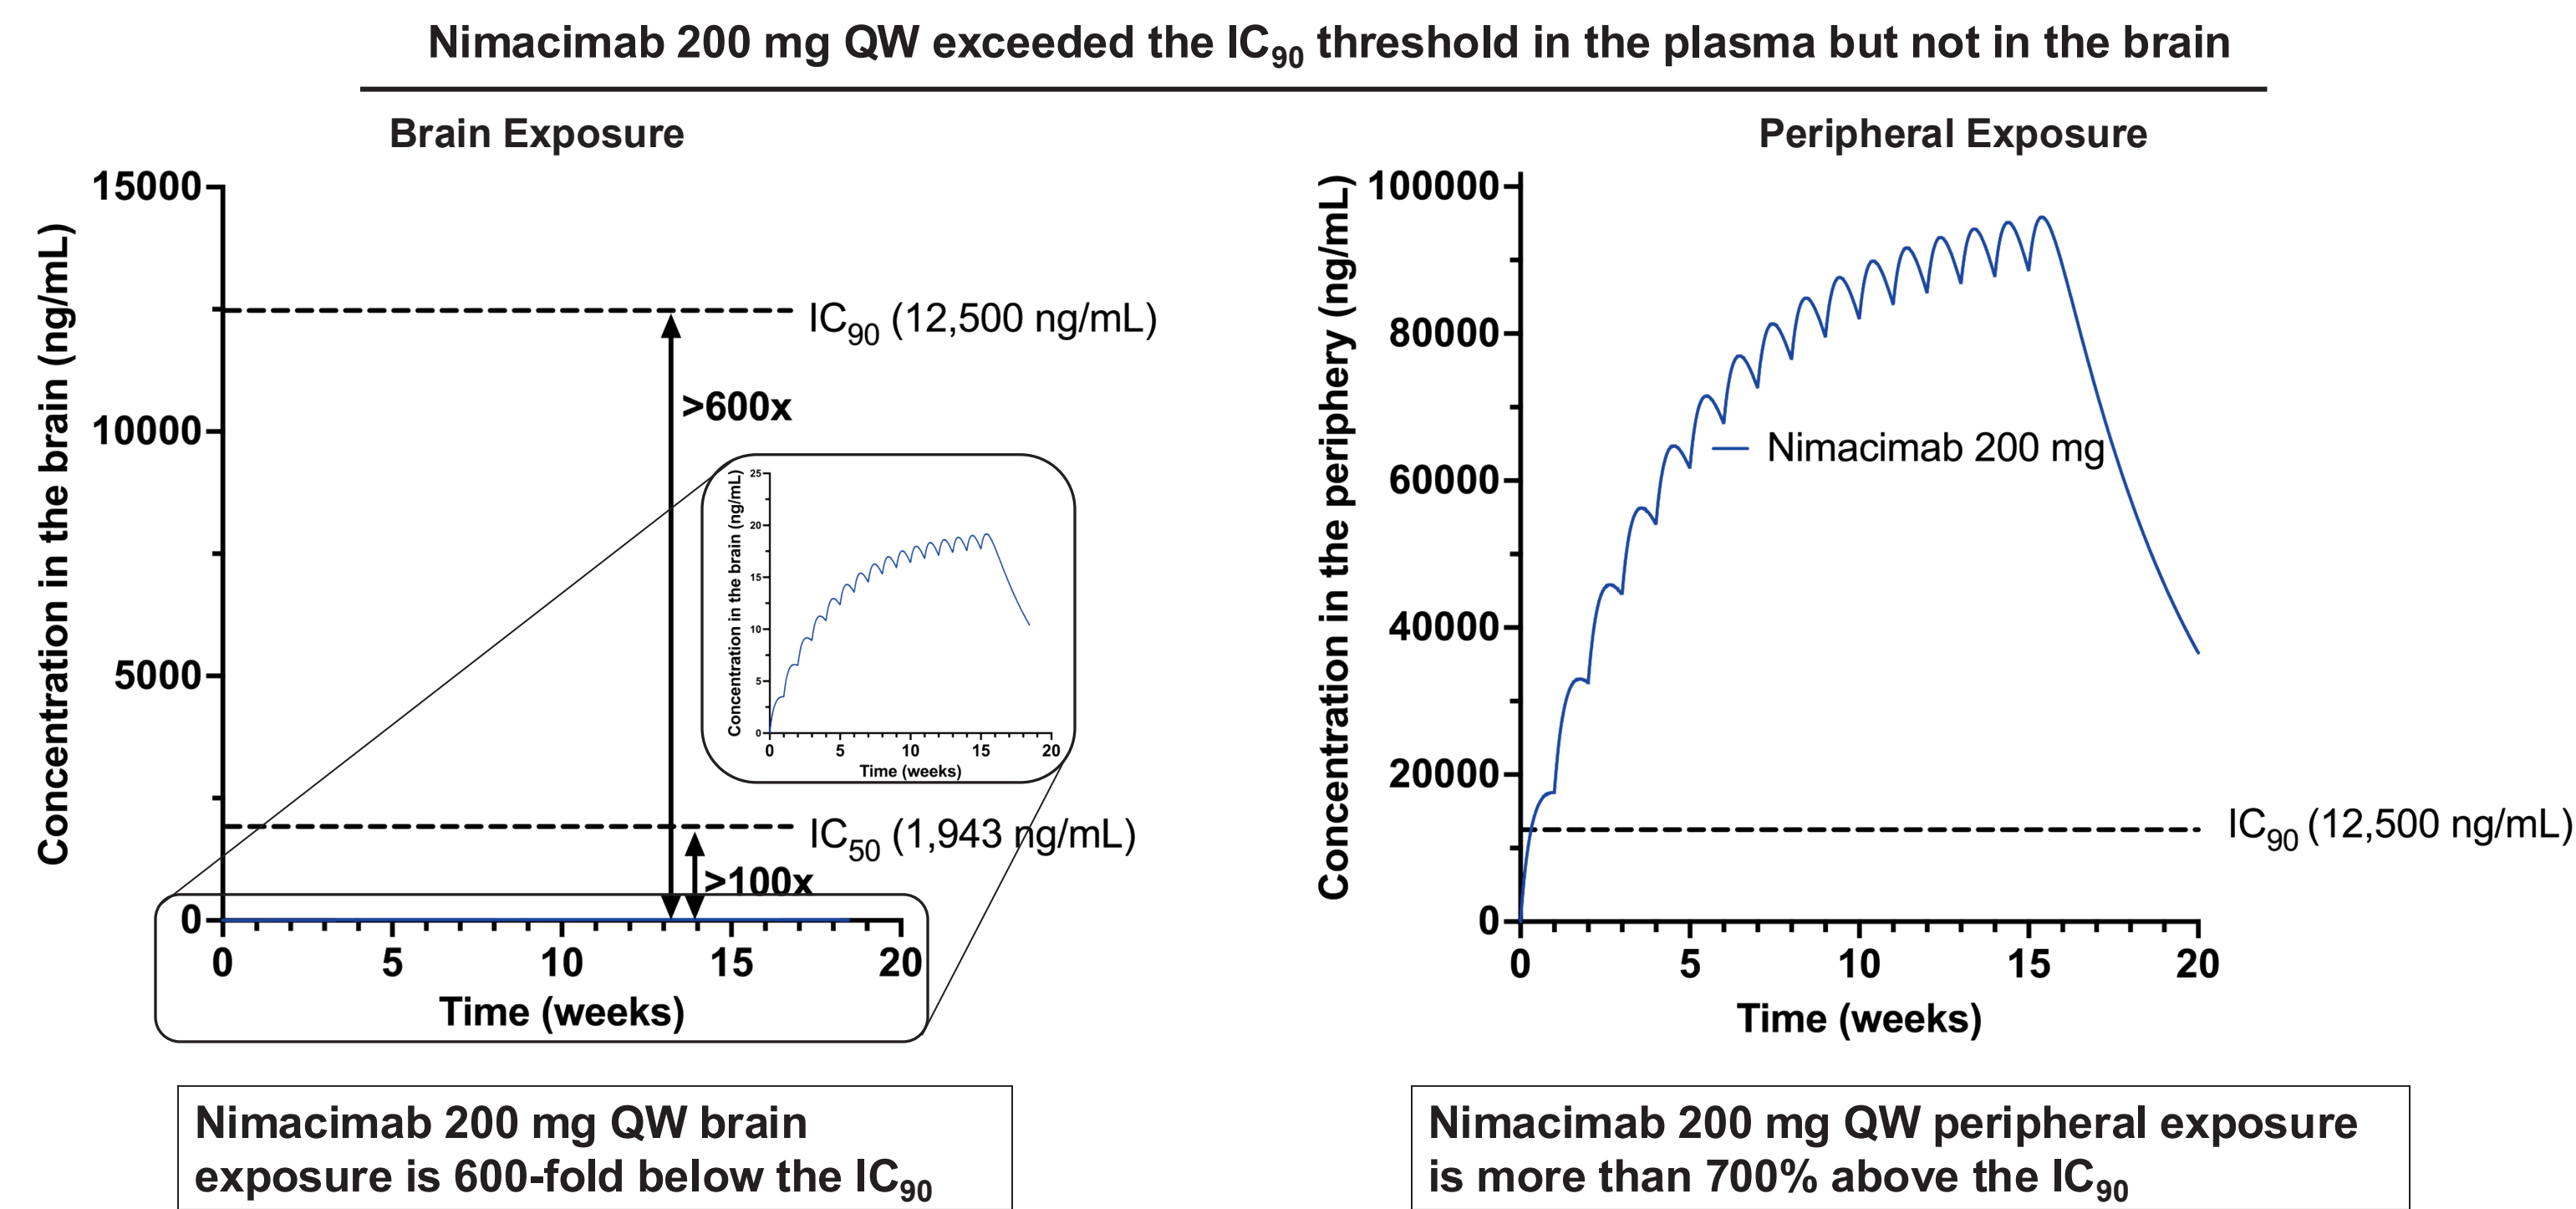 Nimacimab 200 mg QW exceeded the IC90 threshold in the plasma but not in the brain
Brain Exposure
Concentration in the brain (ng/mL)
15000
10000
5000
0
IC90 (12,500 ng/mL)
>600x
IC50 (1,943 ng/mL)
>100x
Concentration in the brain (ng/mL)
25
20
15
10
5
0
0 5 10 15 20
Time (weeks)
0 5 10 15 20
Time (weeks)
Nimacimab 200 mg QW brain
exposure is 600-fold below the IC90
Peripheral Exposure
Concentration in the periphery (ng/mL)
100000
80000
60000
40000
20000
0
Nimacimab 200 mg
IC90 (12,500 ng/mL)
0 5 10 15 20
Time (weeks)
Nimacimab 200 mg QW peripheral exposure
is more than 700% above the IC90